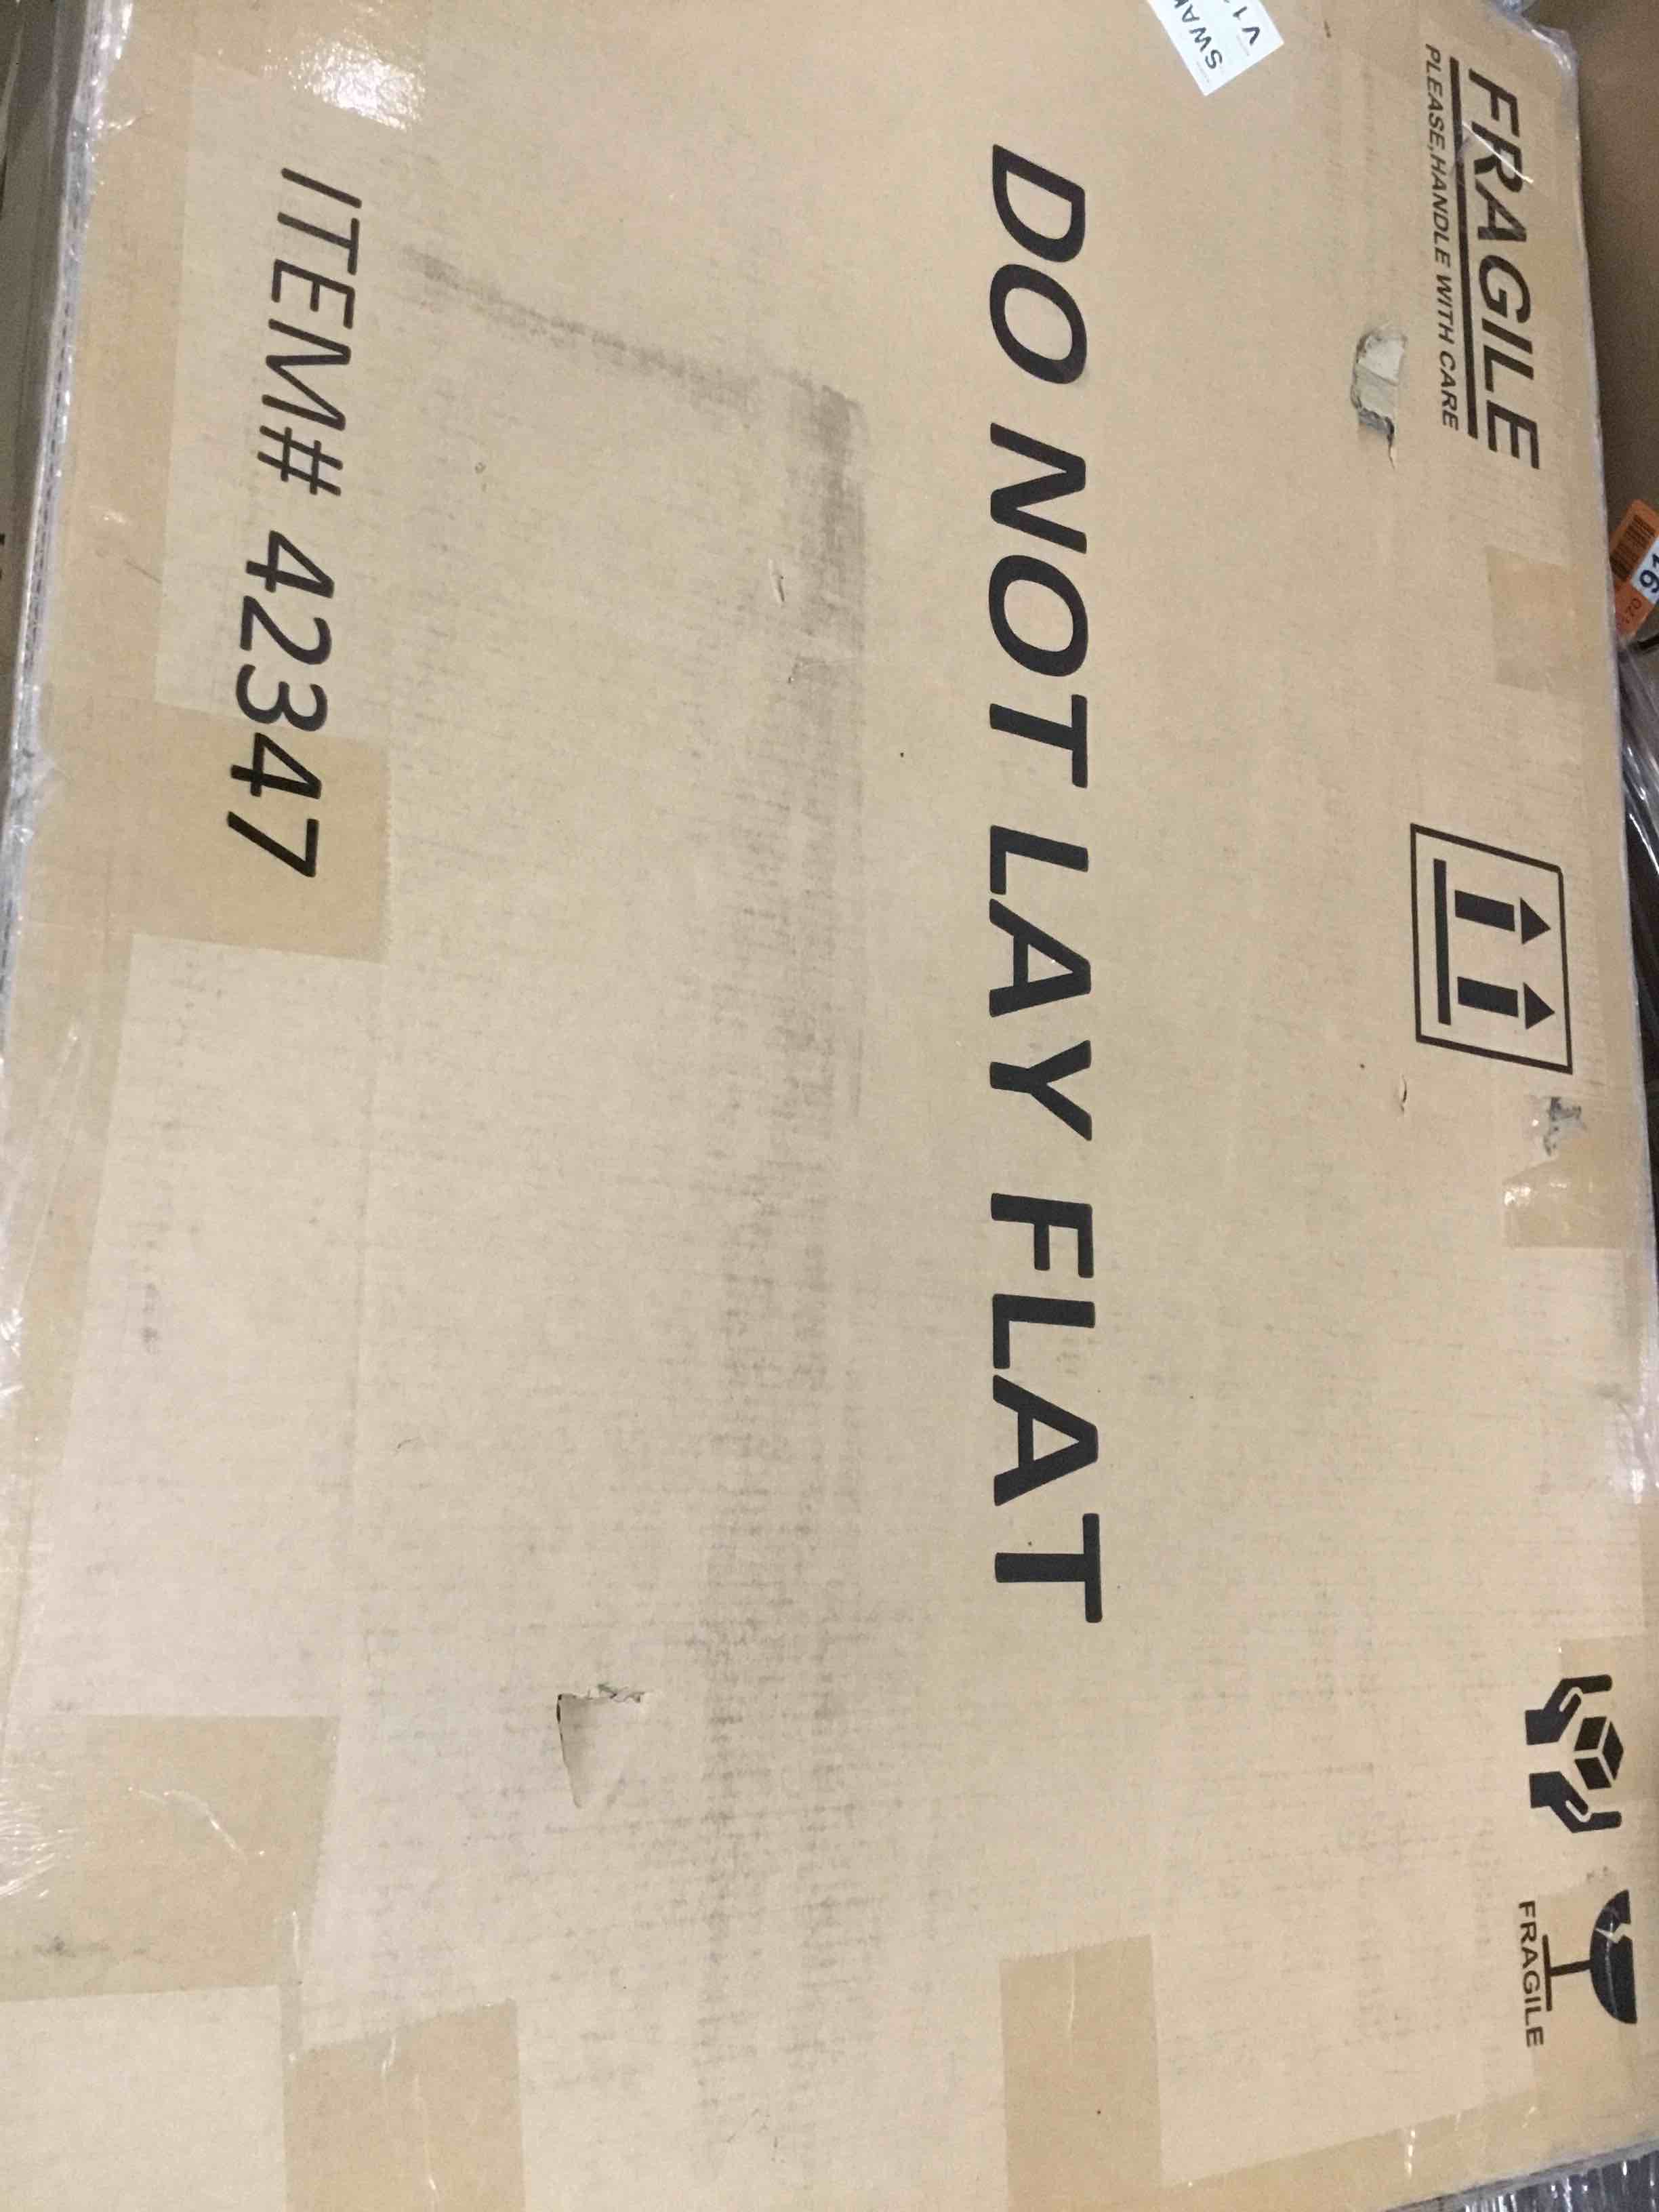 FRAGILE
PLEASE,HANDLE WITH CARE
FRAGILE
DO NOT LAY FLAT
ITEM# 42347